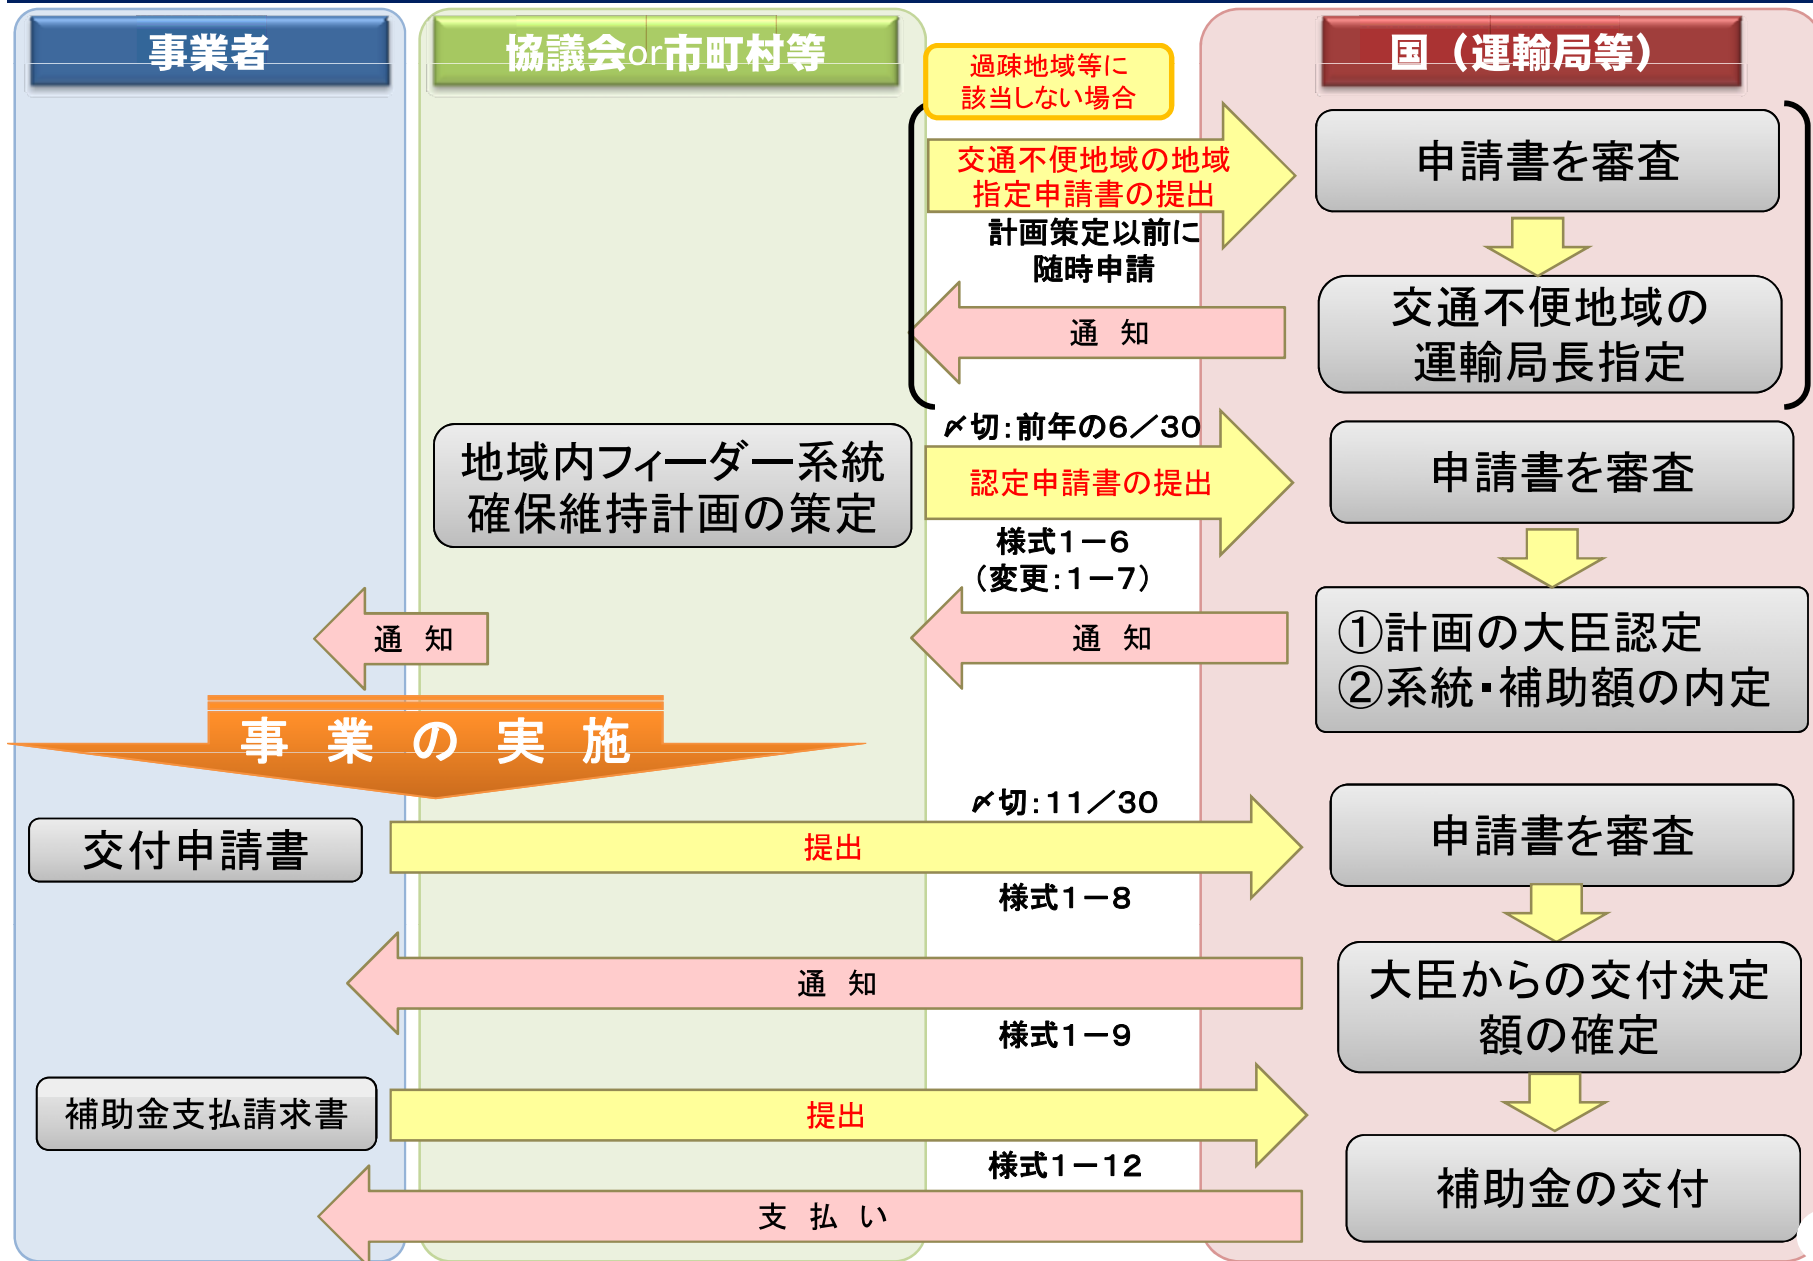 事業者
協議会or市町村等
国（運輸局等）
過疎地域等に
該当しない場合
交通不便地域の地域
指定申請書の提出
計画策定以前に
随時申請
申請書を審査
通 知
交通不便地域の
運輸局長指定
〆切：前年の6／30
地域内フィーダー系統
確保維持計画の策定
認定申請書の提出
様式1－6
（変更：1－7）
申請書を審査
通 知
通 知
①計画の大臣認定
②系統・補助額の内定
事 業 の 実 施
〆切：11／30
交付申請書
提出
様式1－8
申請書を審査
通 知
様式1－9
大臣からの交付決定
額の確定
補助金支払請求書
提出
様式1－12
支 払 い
補助金の交付